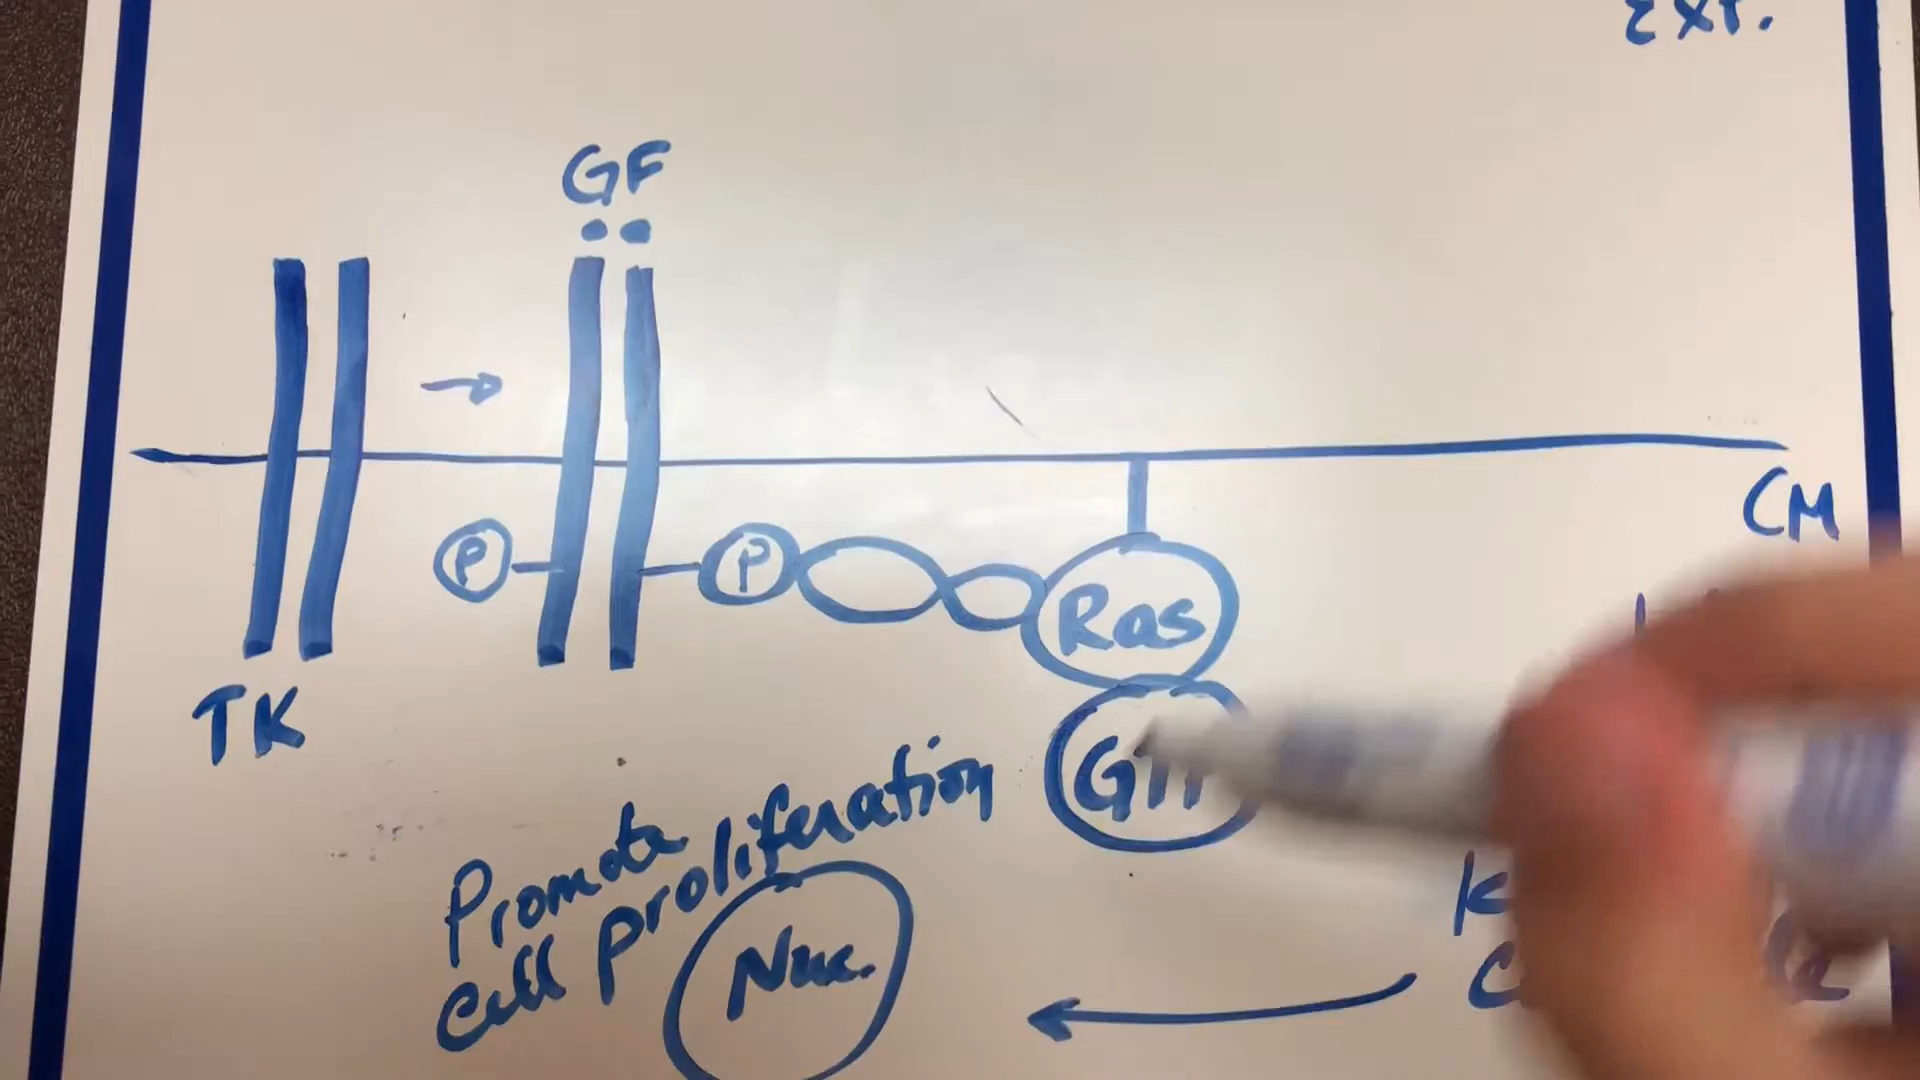 Ext.
GF
CM
P
P
Ras
TK
Promote
cell proliferation
Nuc.